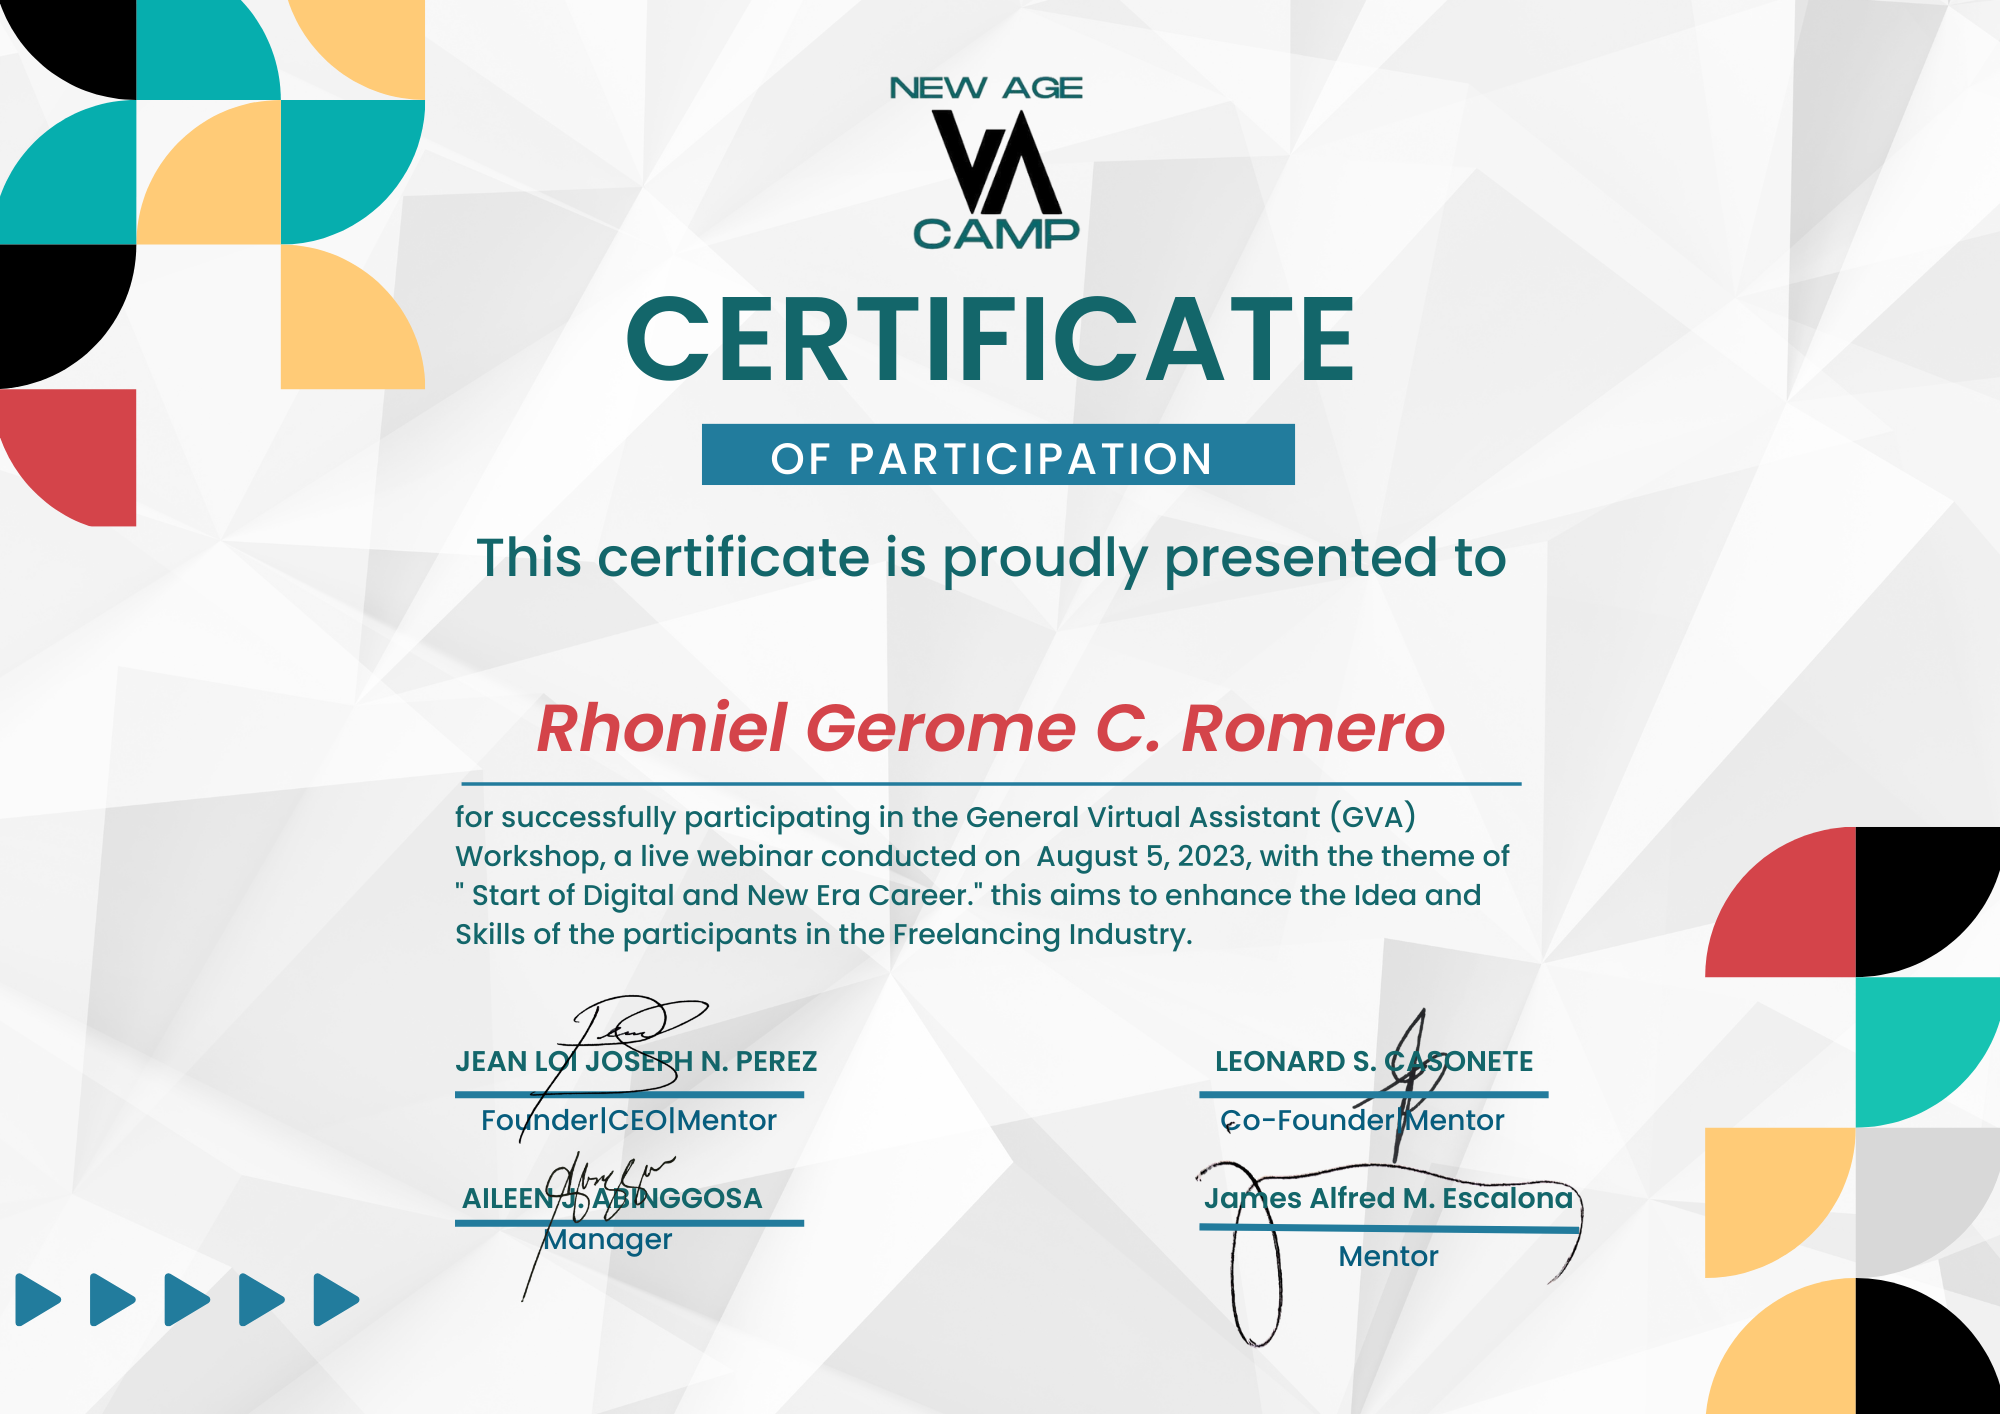 NEW AGE
VA
CAMP
CERTIFICATE
OF PARTICIPATION
This certificate is proudly presented to
Rhoniel Gerome C. Romero
for successfully participating in the General Virtual Assistant (GVA)
Workshop, a live webinar conducted on  August 5, 2023, with the theme of
" Start of Digital and New Era Career." this aims to enhance the Idea and
Skills of the participants in the Freelancing Industry.
JEAN LOI JOSEPH N. PEREZ
Founder|CEO|Mentor
LEONARD S. CASONETE
Co-Founder|Mentor
AILEEN J. ABINGGOSA
Manager
James Alfred M. Escalona
Mentor